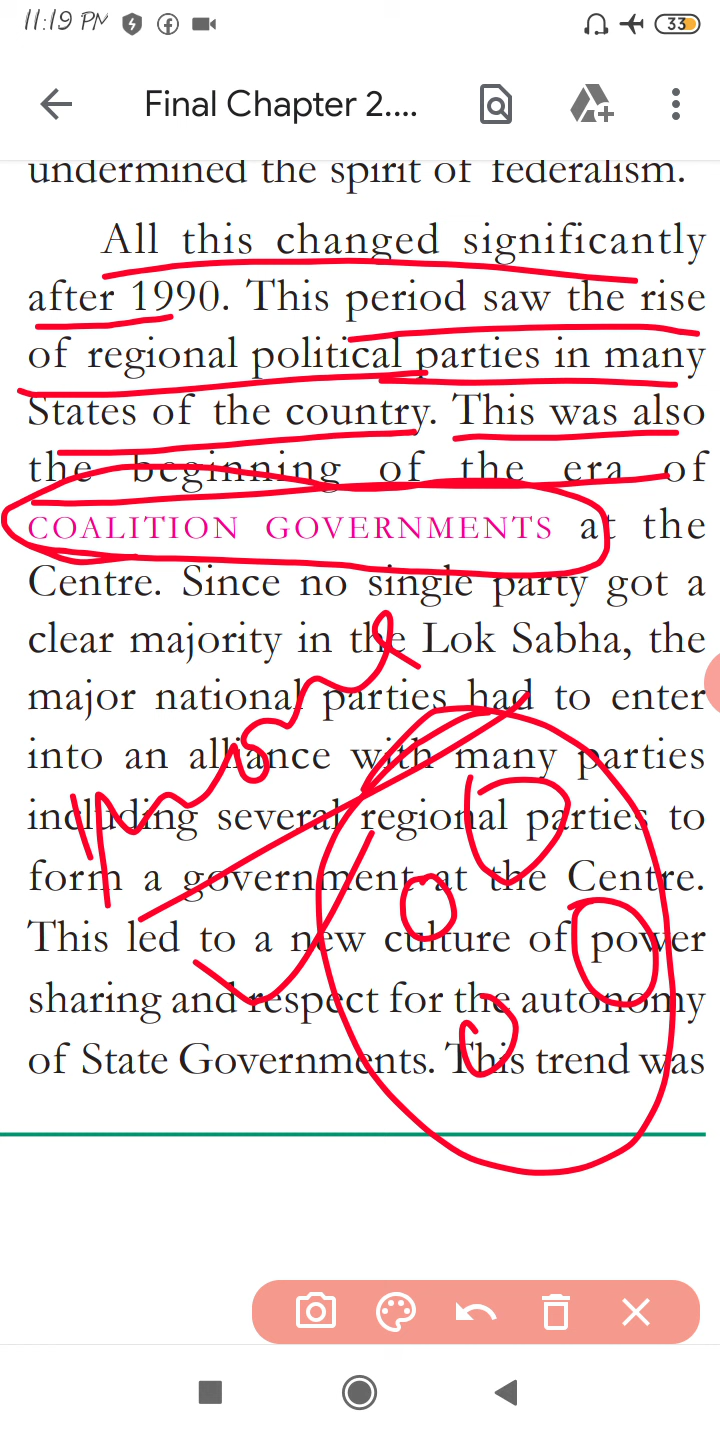 11:19 PM
33
Final Chapter 2....
undermined the spirit of federalism.
All this changed significantly
after 1990. This period saw the rise
of regional political parties in many
States of the country. This was also
the beginning of the era of
COALITION GOVERNMENTS at the
Centre. Since no single party got a
clear majority in the Lok Sabha, the
major national parties had to enter
into an alliance with many parties
including several regional parties to
form a government at the Centre.
This led to a new culture of power
sharing and respect for the autonomy
of State Governments. This trend was